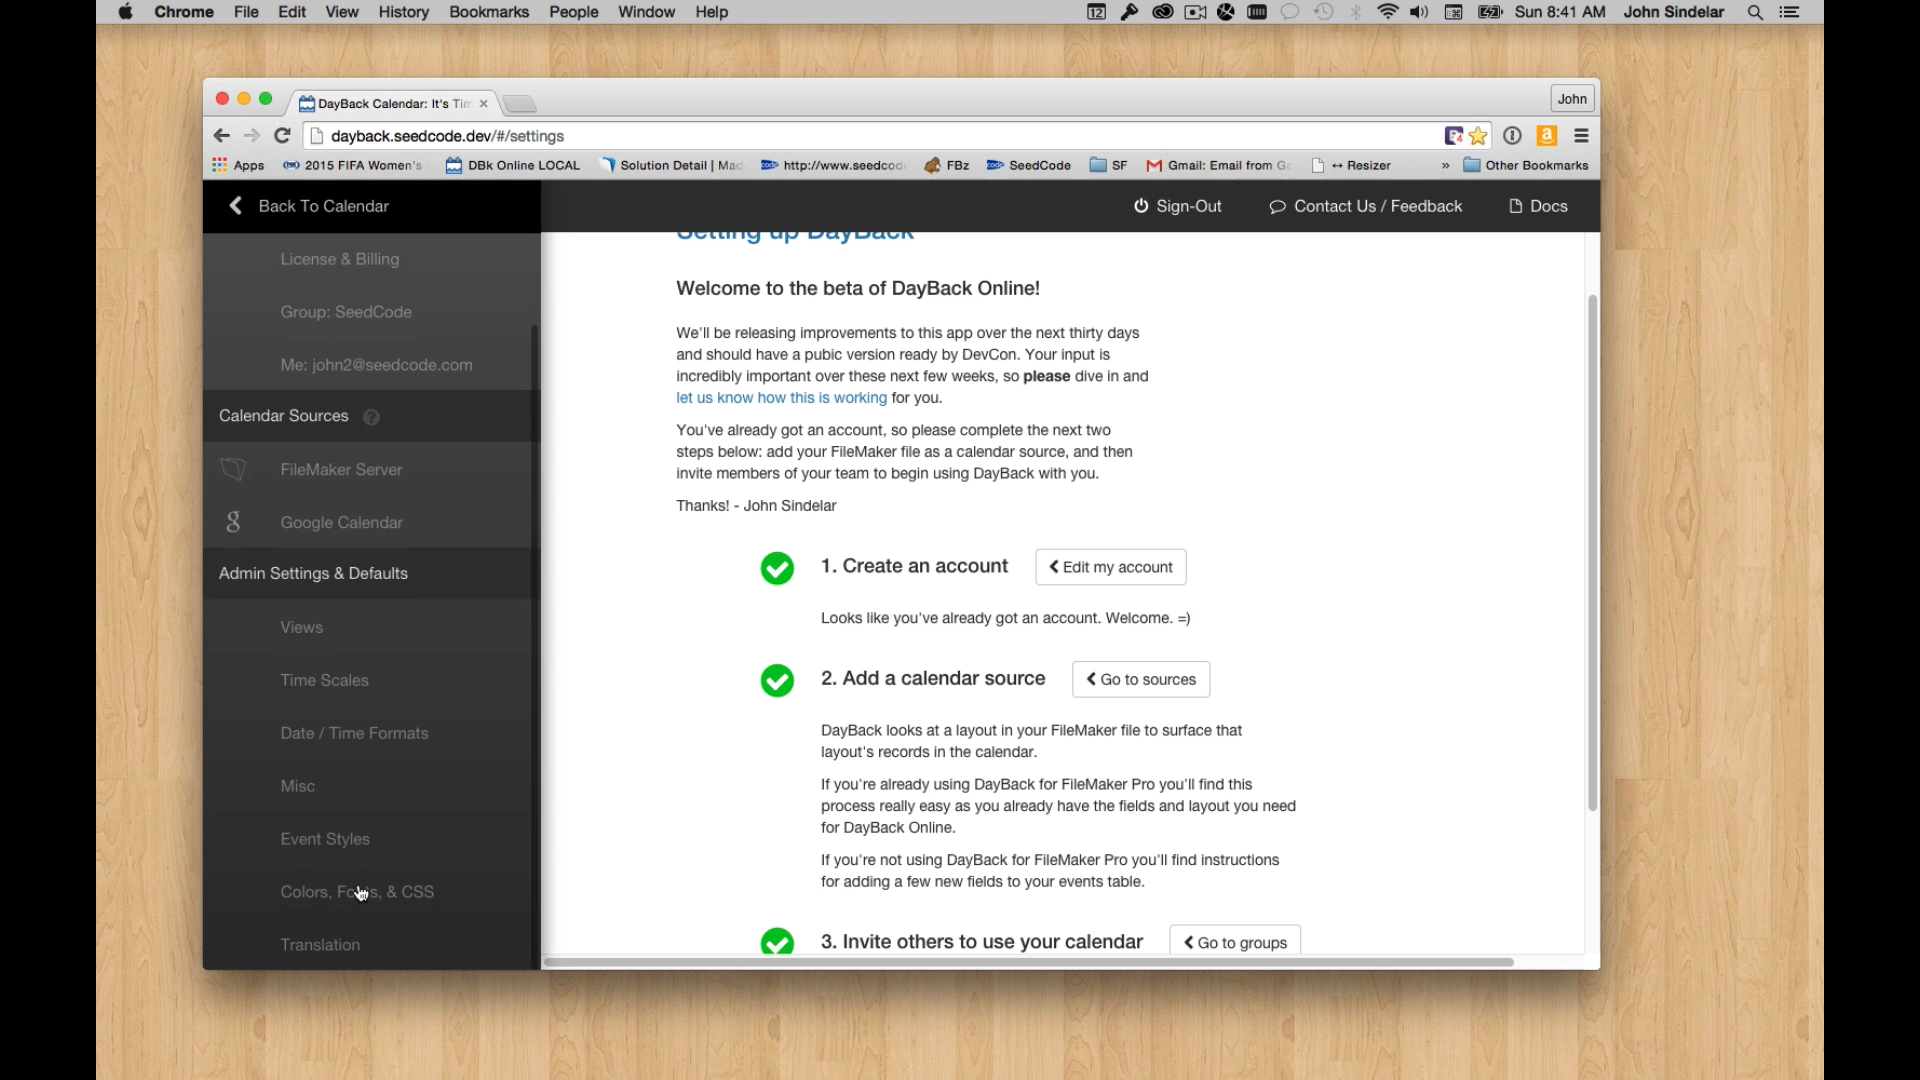 Chrome File Edit View History Bookmarks People Window Help
12 Sun 8:41 AM John Sindelar
DayBack Calendar: It's Tim
John
dayback.seedcode.dev/#/settings
Apps 2015 FIFA Women's DBk Online LOCAL Solution Detail | Mad http://www.seedcod FBz SeedCode SF Gmail: Email from Go ↔ Resizer » Other Bookmarks
Back To Calendar
Sign-Out Contact Us / Feedback Docs
License & Billing
Group: SeedCode
Me: john2@seedcode.com
Calendar Sources ?
FileMaker Server
Google Calendar
Admin Settings & Defaults
Views
Time Scales
Date / Time Formats
Misc
Event Styles
Colors, & CSS
Translation
Setting up DayBack
Welcome to the beta of DayBack Online!
We'll be releasing improvements to this app over the next thirty days
and should have a pubic version ready by DevCon. Your input is
incredibly important over these next few weeks, so please dive in and
let us know how this is working for you.
You've already got an account, so please complete the next two
steps below: add your FileMaker file as a calendar source, and then
invite members of your team to begin using DayBack with you.
Thanks! - John Sindelar
1. Create an account Edit my account
Looks like you've already got an account. Welcome. =)
2. Add a calendar source Go to sources
DayBack looks at a layout in your FileMaker file to surface that
layout's records in the calendar.
If you're already using DayBack for FileMaker Pro you'll find this
process really easy as you already have the fields and layout you need
for DayBack Online.
If you're not using DayBack for FileMaker Pro you'll find instructions
for adding a few new fields to your events table.
3. Invite others to use your calendar Go to groups